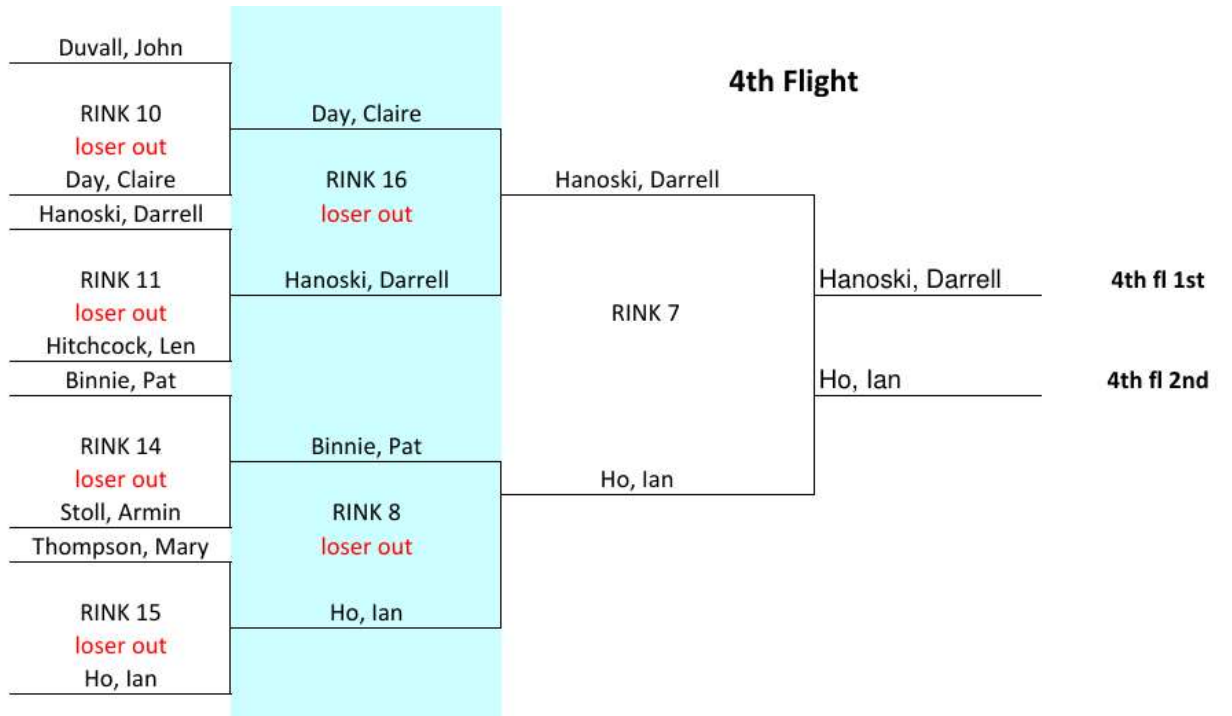 Duvall, John
4th Flight
RINK 10
Day, Claire
loser out
Day, Claire
RINK 16
Hanoski, Darrell
Hanoski, Darrell
loser out
RINK 11
Hanoski, Darrell
Hanoski, Darrell
4th fl 1st
loser out
RINK 7
Hitchcock, Len
Binnie, Pat
Ho, Ian
4th fl 2nd
RINK 14
Binnie, Pat
loser out
Ho, Ian
Stoll, Armin
RINK 8
Thompson, Mary
loser out
RINK 15
Ho, Ian
loser out
Ho, Ian